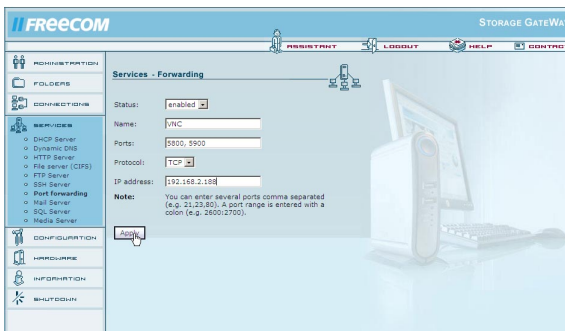 FREECOM
STORAGE GATEWA
ASSISTANT
LOGOUT
HELP
CONTAC
ADMINISTRATION
FOLDERS
CONNECTIONS
SERVICES
DHCP Server
Dynamic DNS
HTTP Server
File server (CIFS)
FTP Server
SSH Server
Port forwarding
Mail Server
SQL Server
Media Server
CONFIGURATION
HARDWARE
INFORMATION
SHUTDOWN
Services - Forwarding
Status: enabled
Name: VNC
Ports: 5800, 5900
Protocol: TCP
IP address: 192.168.2.188
Note: You can enter several ports comma separated
(e.g. 21,23,80). A port range is entered with a
colon (e.g. 2600:2700).
Apply